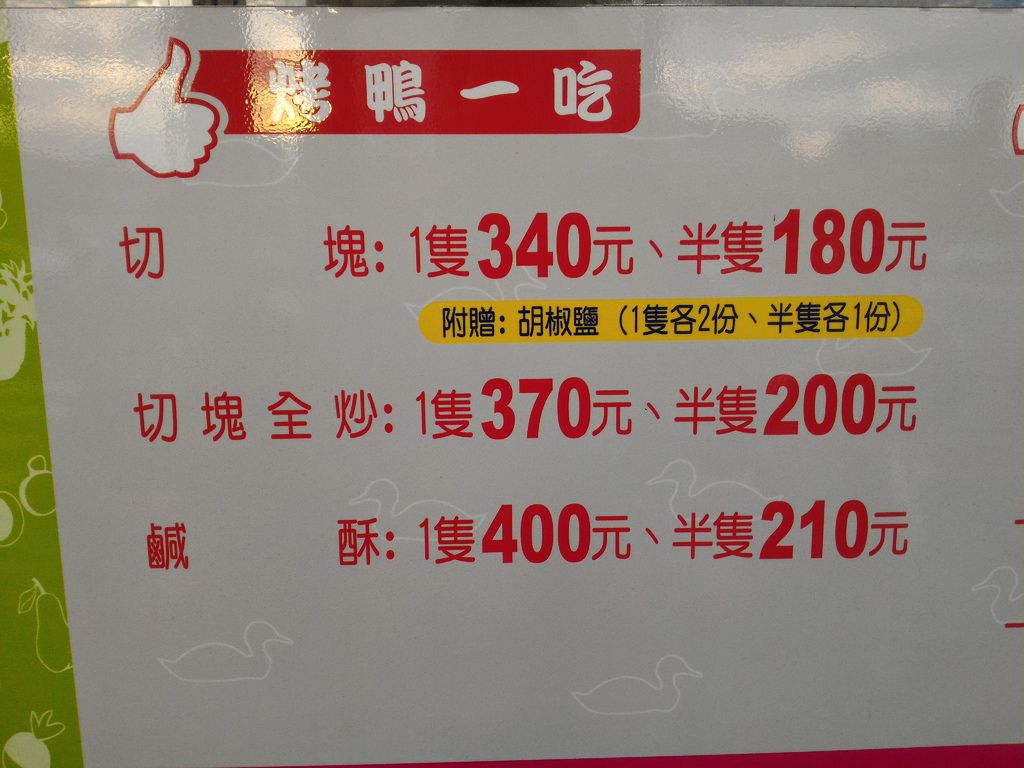 烤鴨一吃
切塊: 1隻340元、半隻180元
附贈: 胡椒鹽 (1隻各2份、半隻各1份)
切塊全炒: 1隻370元、半隻200元
鹹酥: 1隻400元、半隻210元